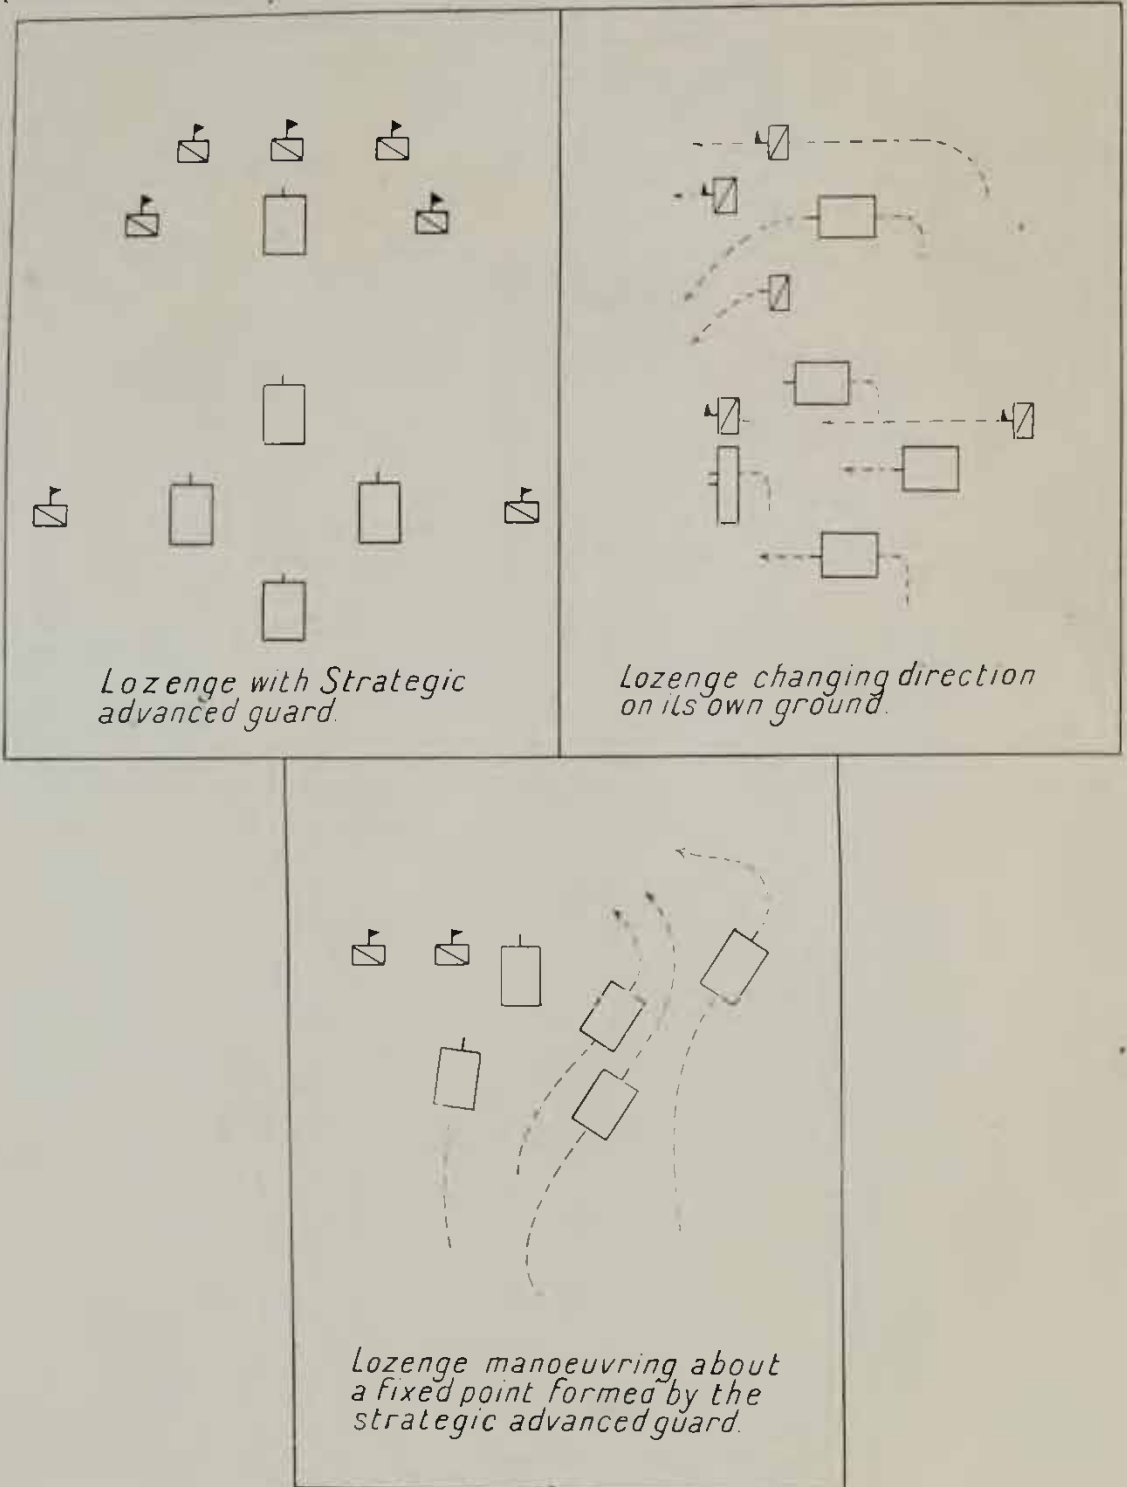 Lozenge with Strategic
advanced guard.
Lozenge changing direction
on its own ground.
Lozenge manoeuvring about
a fixed point formed by the
strategic advanced guard.